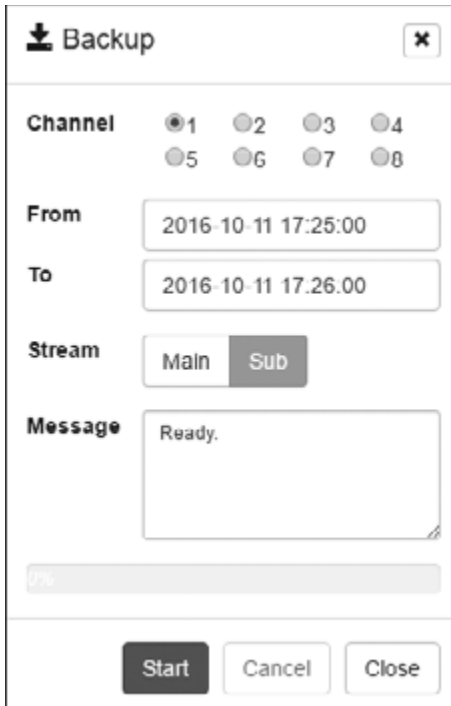 Backup
Channel 1 2 3 4
5 6 7 8
From 2016-10-11 17:25:00
To 2016-10-11 17:26:00
Stream Main Sub
Message Ready.
0%
Start Cancel Close